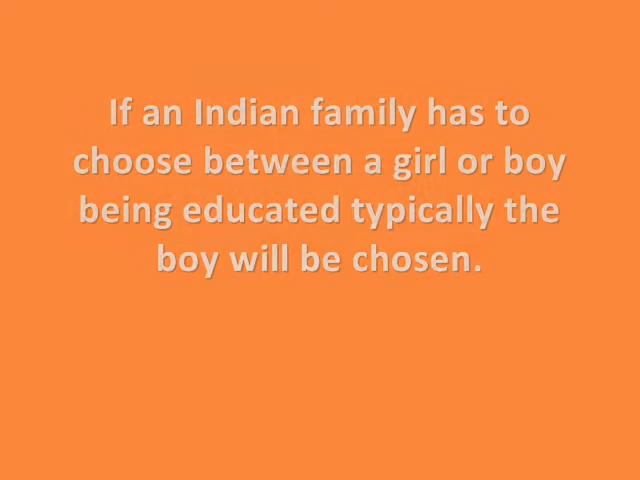 If an Indian family has to
choose between a girl or boy
being educated typically the
boy will be chosen.